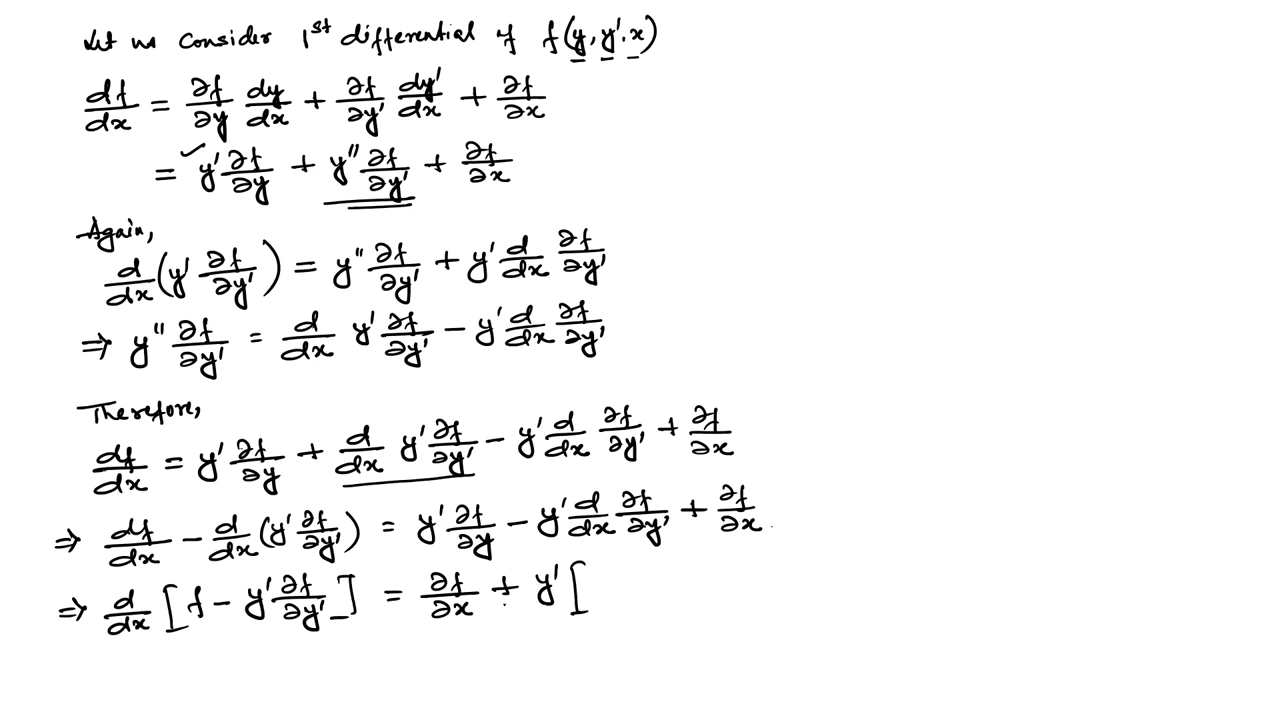 Let us consider 1st differential of f(y, y'. x)
df/dx = ∂f/∂y dy/dx + ∂f/∂y' dy'/dx + ∂f/∂x
= y' ∂f/∂y + y'' ∂f/∂y' + ∂f/∂x
Again,
d/dx (y' ∂f/∂y') = y'' ∂f/∂y' + y' d/dx ∂f/∂y'
⇒ y'' ∂f/∂y' = d/dx y' ∂f/∂y' − y' d/dx ∂f/∂y'
Therefore,
df/dx = y' ∂f/∂y + d/dx y' ∂f/∂y' − y' d/dx ∂f/∂y' + ∂f/∂x
⇒ df/dx − d/dx (y' ∂f/∂y') = y' ∂f/∂y − y' d/dx ∂f/∂y' + ∂f/∂x.
⇒ d/dx [f − y' ∂f/∂y'] = ∂f/∂x + y' [